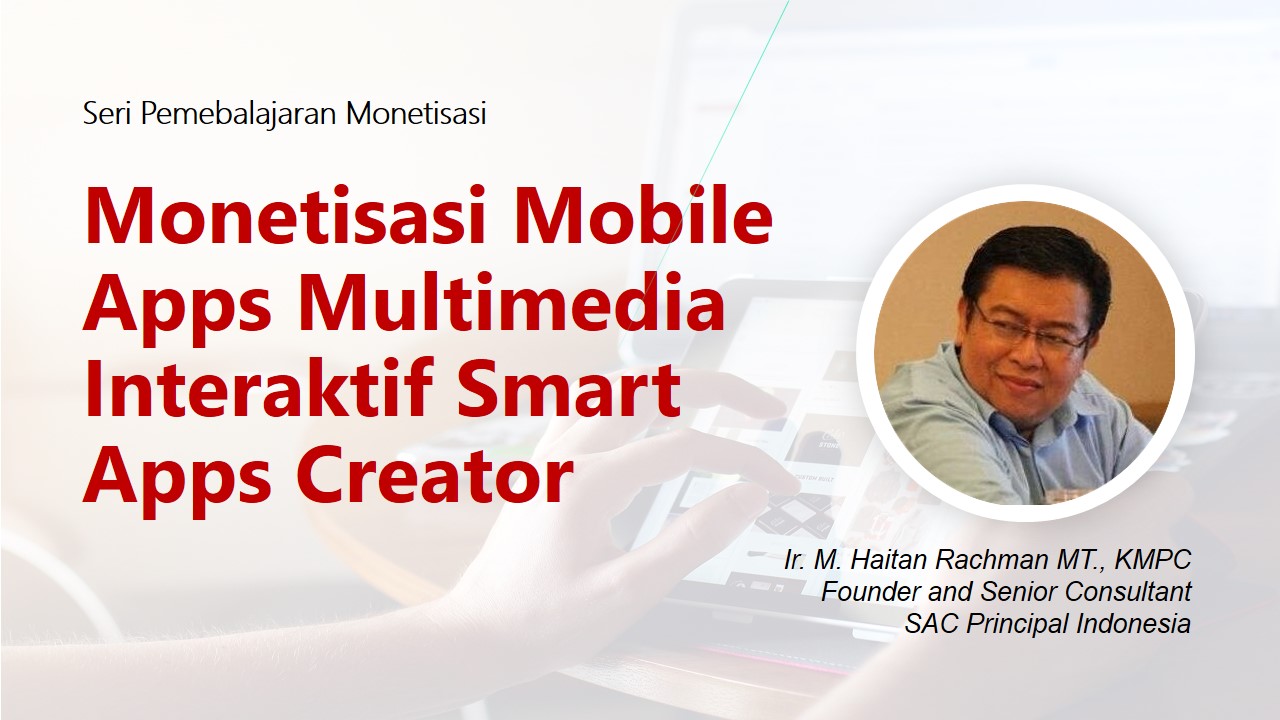 Seri Pemebalajaran Monetisasi
Monetisasi Mobile
Apps Multimedia
Interaktif Smart
Apps Creator
Ir. M. Haitan Rachman MT., KMPC
Founder and Senior Consultant
SAC Principal Indonesia